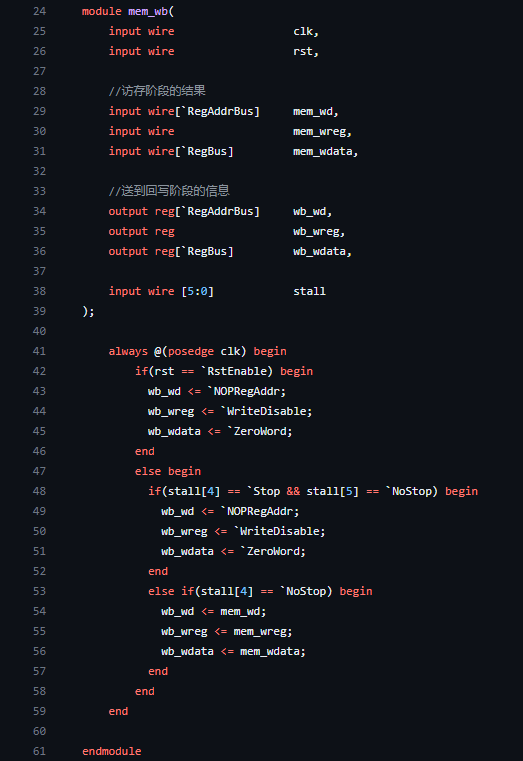 24 module mem_wb(
25 input wire clk,
26 input wire rst,
27
28 //访存阶段的结果
29 input wire[`RegAddrBus] mem_wd,
30 input wire mem_wreg,
31 input wire[`RegBus] mem_wdata,
32
33 //送到回写阶段的信息
34 output reg[`RegAddrBus] wb_wd,
35 output reg wb_wreg,
36 output reg[`RegBus] wb_wdata,
37
38 input wire [5:0] stall
39 );
40
41 always @(posedge clk) begin
42 if(rst == `RstEnable) begin
43 wb_wd <= `NOPRegAddr;
44 wb_wreg <= `WriteDisable;
45 wb_wdata <= `ZeroWord;
46 end
47 else begin
48 if(stall[4] == `Stop && stall[5] == `NoStop) begin
49 wb_wd <= `NOPRegAddr;
50 wb_wreg <= `WriteDisable;
51 wb_wdata <= `ZeroWord;
52 end
53 else if(stall[4] == `NoStop) begin
54 wb_wd <= mem_wd;
55 wb_wreg <= mem_wreg;
56 wb_wdata <= mem_wdata;
57 end
58 end
59 end
60
61 endmodule